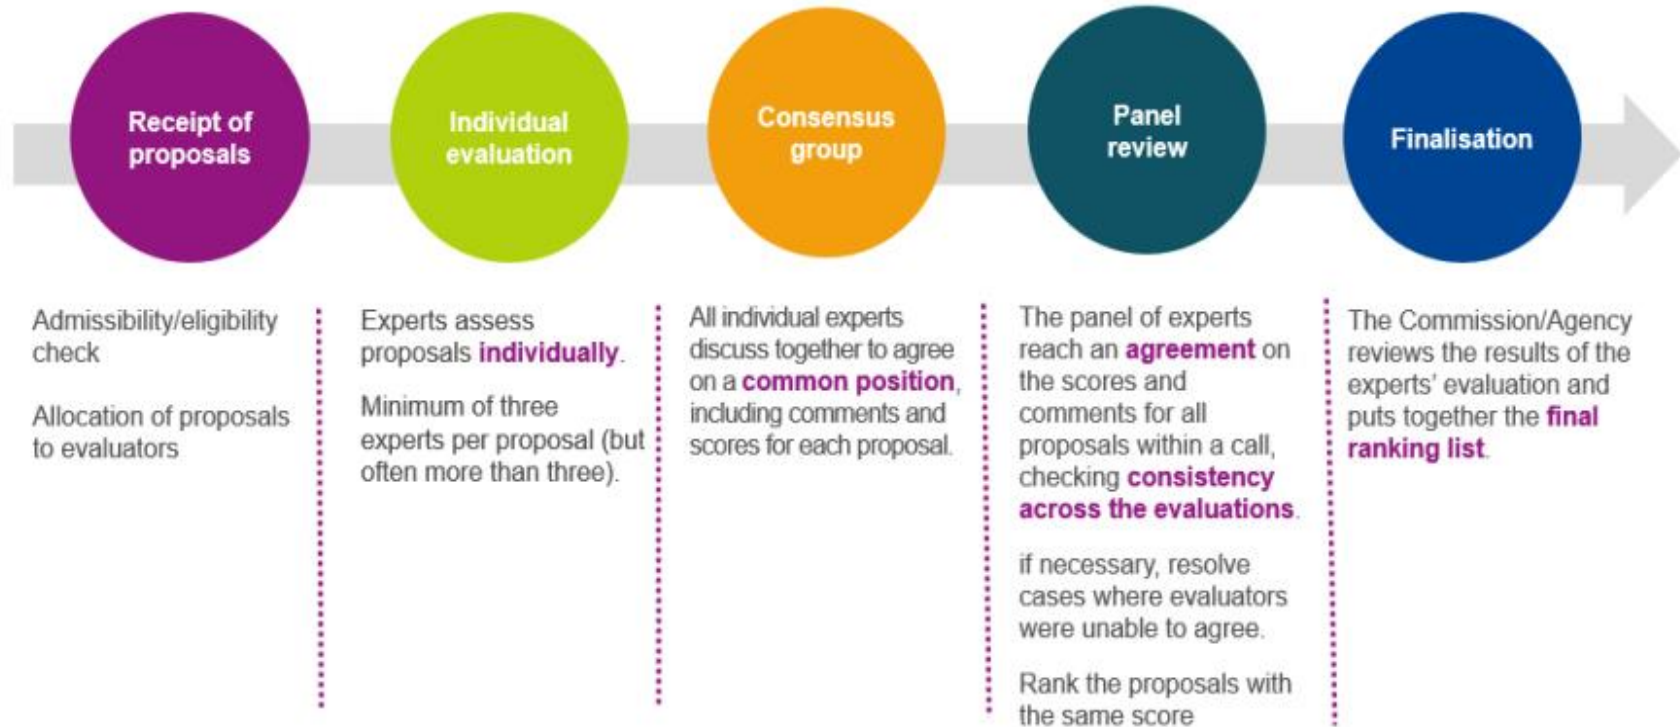 Receipt of
proposals
Individual
evaluation
Consensus
group
Panel
review
Finalisation
Admissibility/eligibility
check
Allocation of proposals
to evaluators
Experts assess
proposals individually.
Minimum of three
experts per proposal (but
often more than three).
All individual experts
discuss together to agree
on a common position,
including comments and
scores for each proposal.
The panel of experts
reach an agreement on
the scores and
comments for all
proposals within a call,
checking consistency
across the evaluations.
if necessary, resolve
cases where evaluators
were unable to agree.
Rank the proposals with
the same score
The Commission/Agency
reviews the results of the
experts' evaluation and
puts together the final
ranking list.